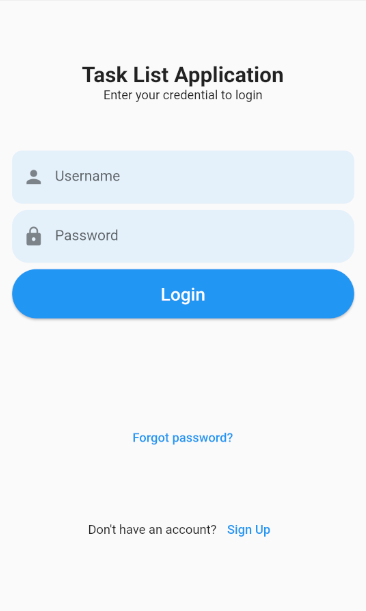 Task List Application
Enter your credential to login
Username
Password
Login
Forgot password?
Don't have an account? Sign Up